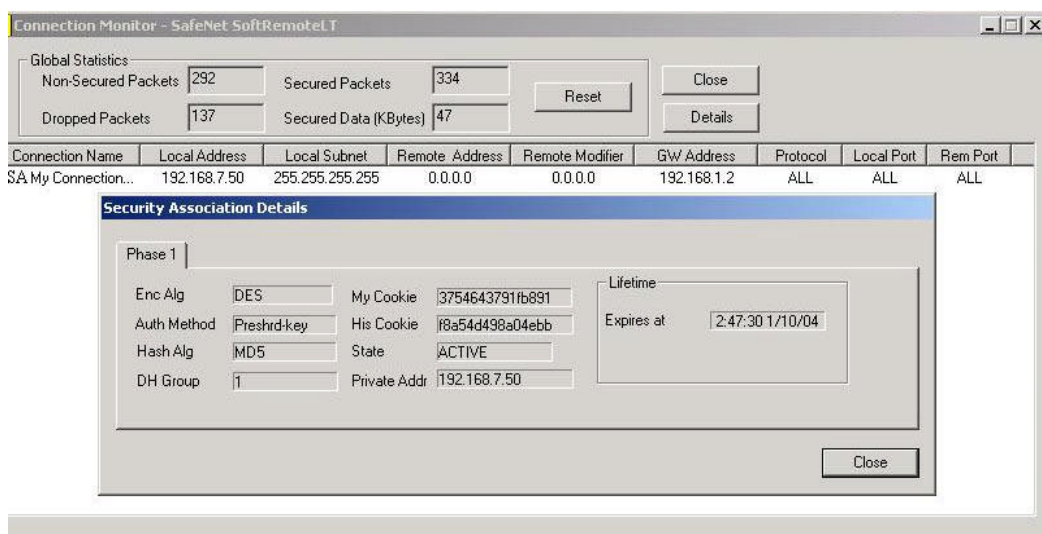 Connection Monitor - SafeNet SoftRemoteLT
Global Statistics
Non-Secured Packets 292 Secured Packets 334 Reset Close
Dropped Packets 137 Secured Data (KBytes) 47 Details
Connection Name Local Address Local Subnet Remote Address Remote Modifier GW Address Protocol Local Port Rem Port
SA My Connection... 192.168.7.50 255.255.255.255 0.0.0.0 0.0.0.0 192.168.1.2 ALL ALL ALL
Security Association Details
Phase 1
Enc Alg DES My Cookie 3754643791fb891 Lifetime
Auth Method Preshrd-key His Cookie f8a54d498a04ebb Expires at 2:47:30 1/10/04
Hash Alg MD5 State ACTIVE
DH Group 1 Private Addr 192.168.7.50
Close